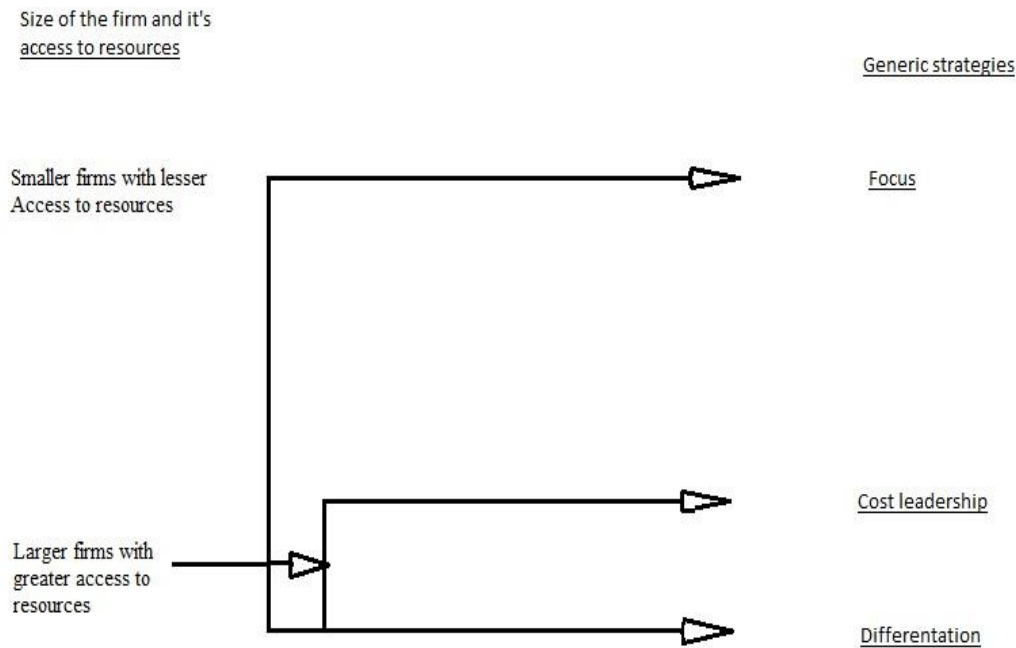 Size of the firm and it's
access to resources
Generic strategies
Smaller firms with lesser
Access to resources
Focus
Cost leadership
Larger firms with
greater access to
resources
Differentation